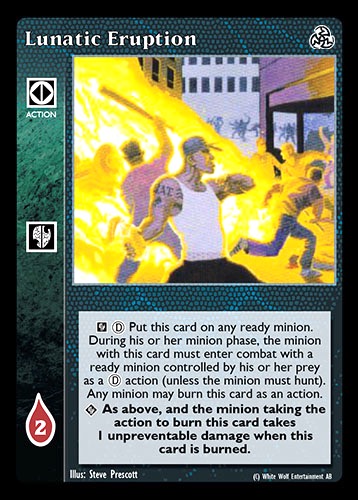 Lunatic Eruption
ACTION
Ⓓ Put this card on any ready minion.
During his or her minion phase, the minion
with this card must enter combat with a
ready minion controlled by his or her prey
as a Ⓓ action (unless the minion must hunt).
Any minion may burn this card as an action.
As above, and the minion taking the
action to burn this card takes
1 unpreventable damage when this
card is burned.
2
Illus: Steve Prescott
(C) White Wolf Entertainment AB